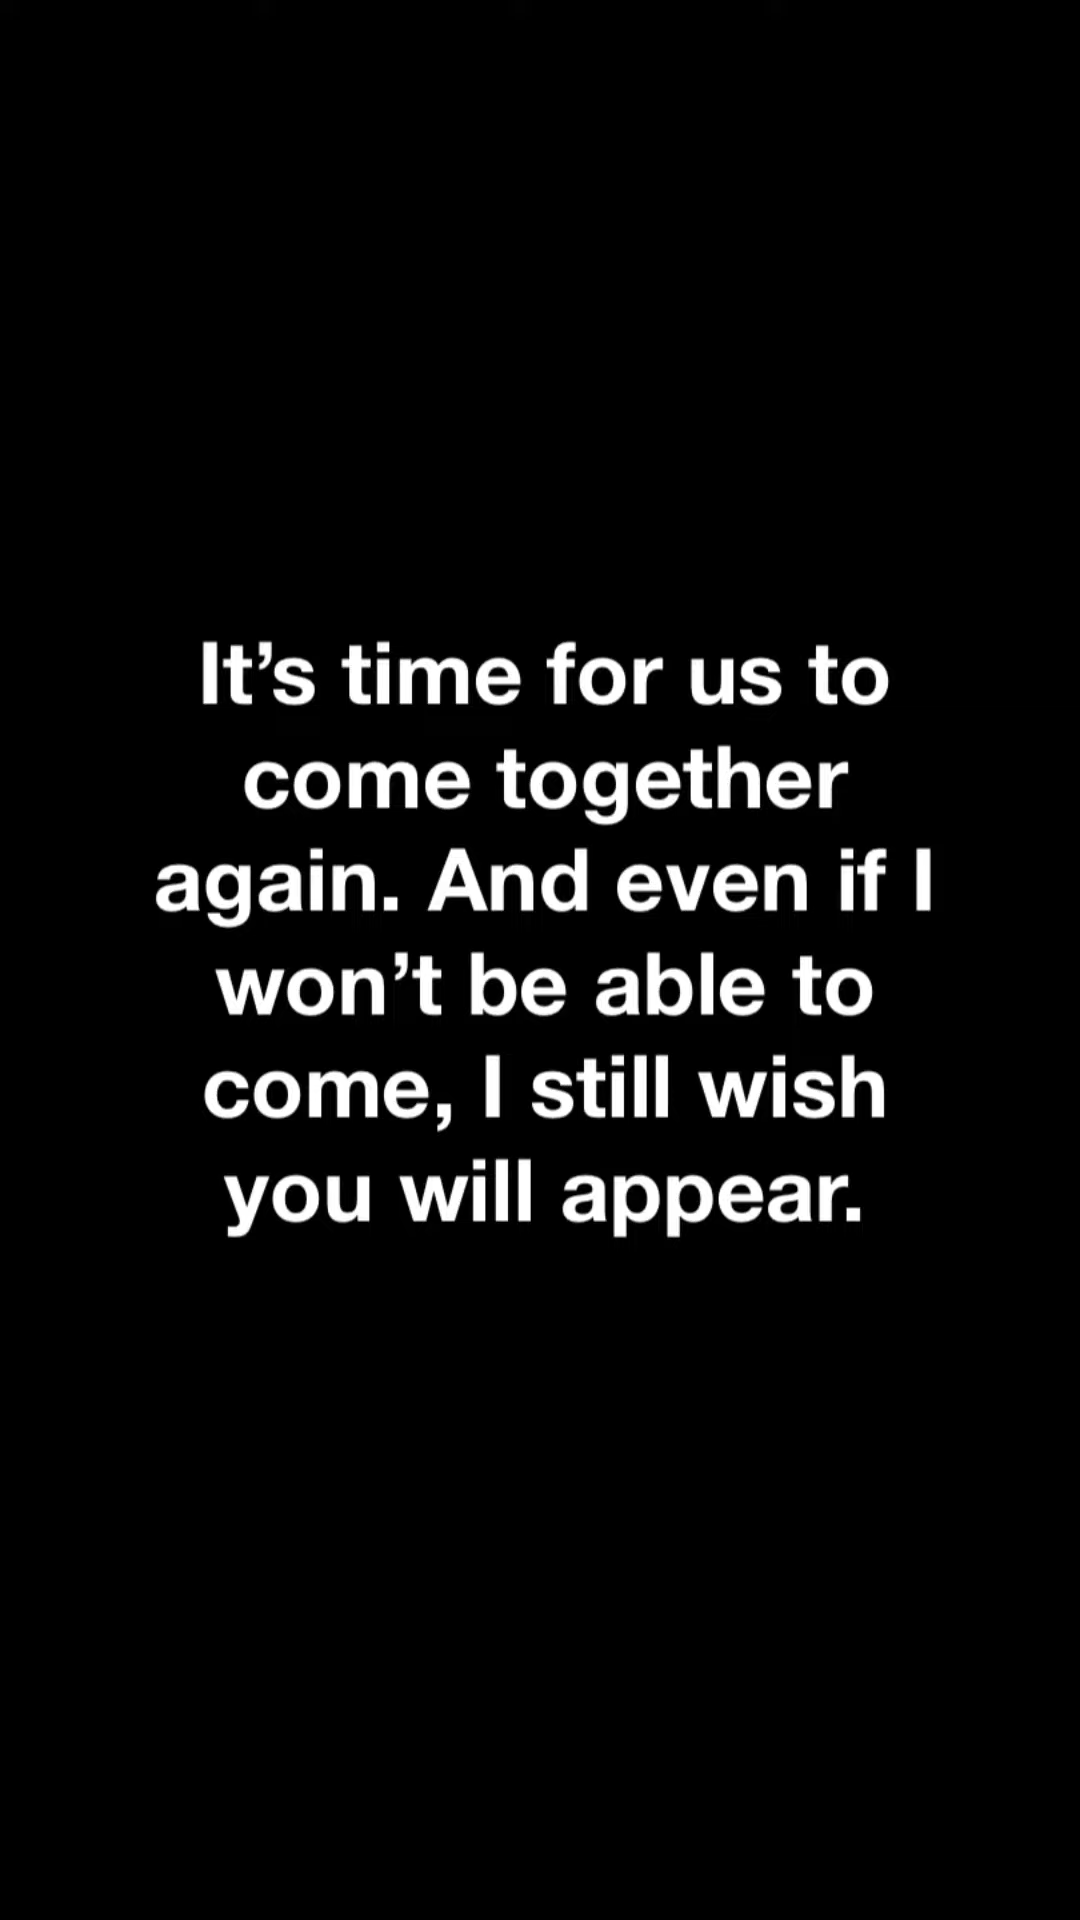 It’s time for us to
come together
again. And even if I
won’t be able to
come, I still wish
you will appear.